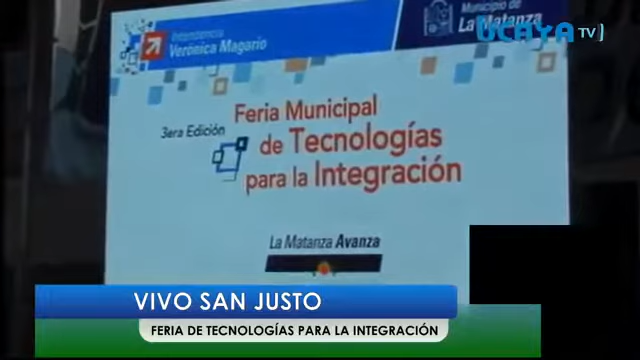 Intendencia
Verónica Magario
Municipio de
La Matanza
UCAYA TV
3era Edición
Feria Municipal
de Tecnologías
para la Integración
La Matanza Avanza
VIVO SAN JUSTO
FERIA DE TECNOLOGÍAS PARA LA INTEGRACIÓN